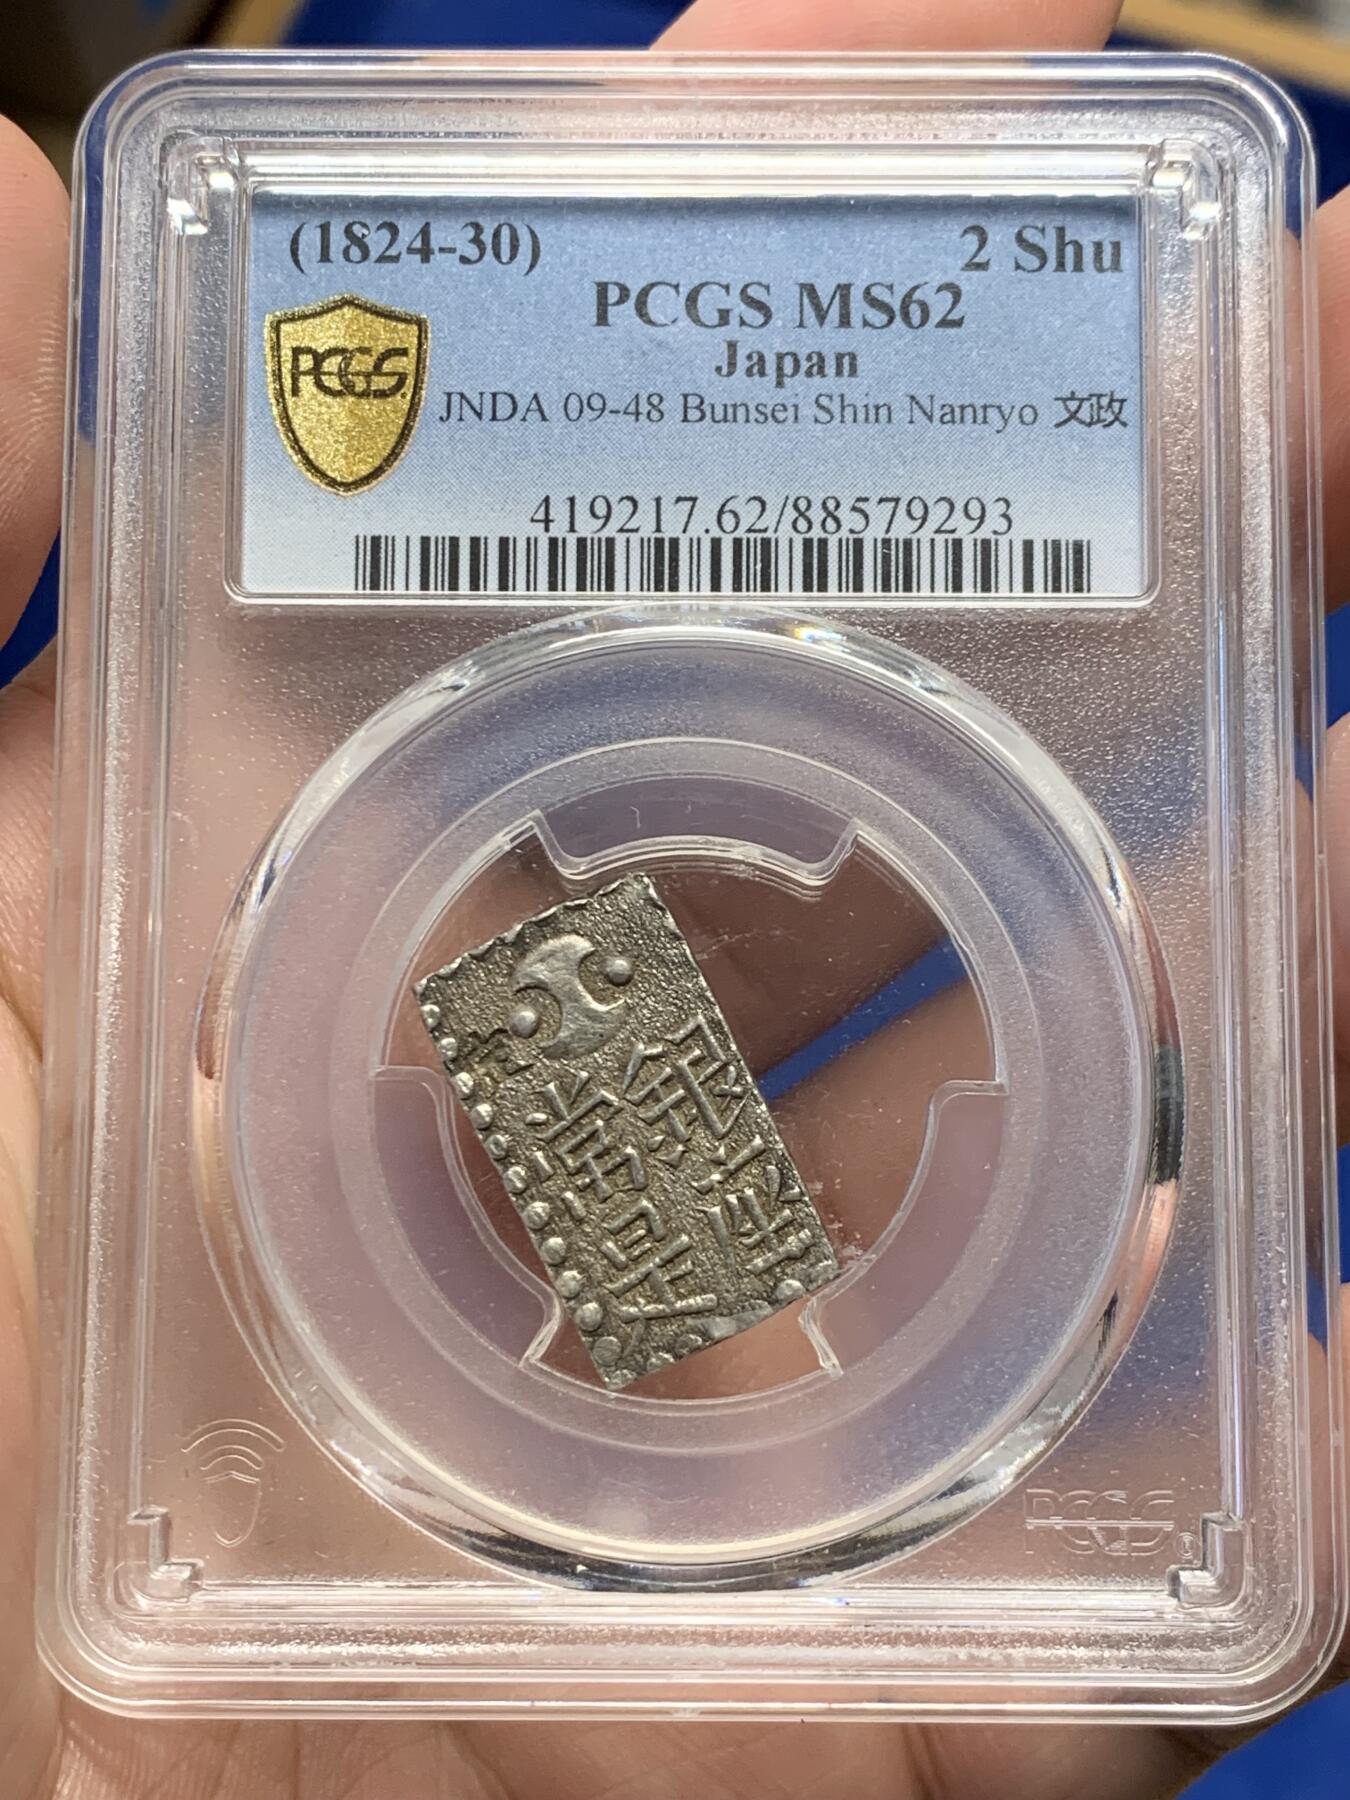 (1824-30) 2 Shu
PCGS MS62
Japan
PCGS
JNDA 09-48 Bunsei Shin Nanryo 文政
419217.62/88579293
銀座
常是
PCGS